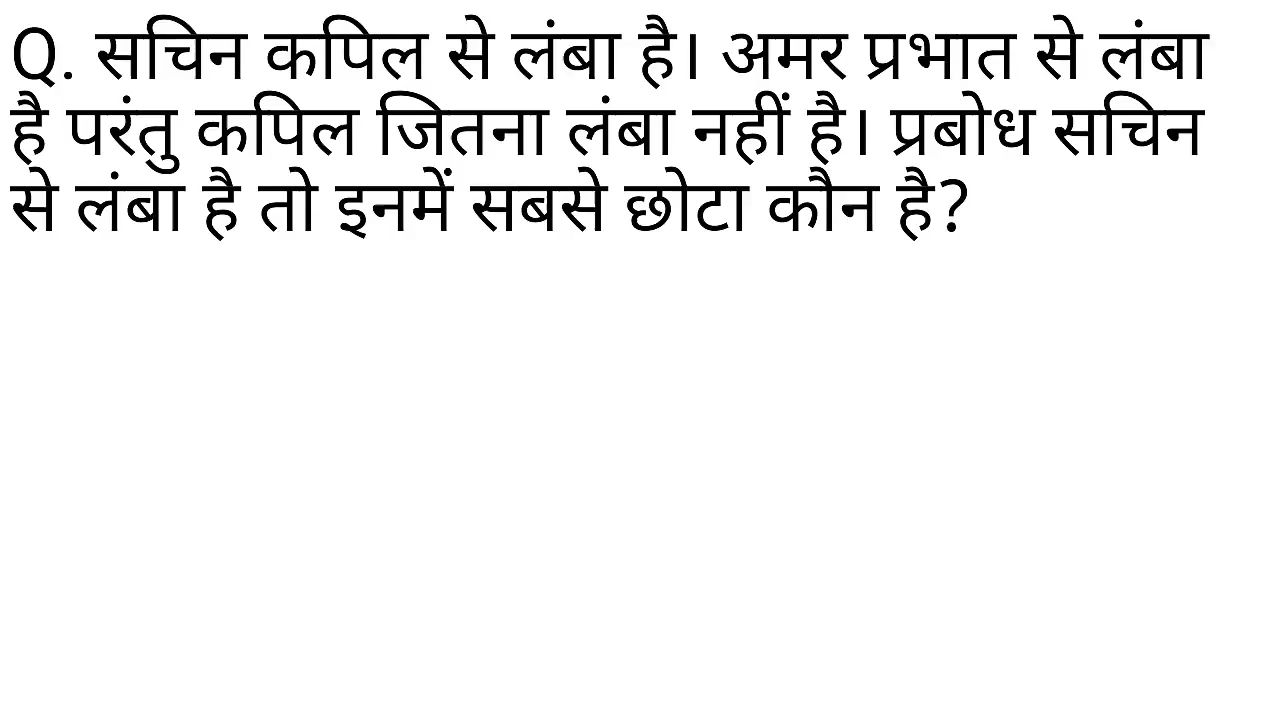 Q. सचिन कपिल से लंबा है। अमर प्रभात से लंबा
है परंतु कपिल जितना लंबा नहीं है। प्रबोध सचिन
से लंबा है तो इनमें सबसे छोटा कौन है?